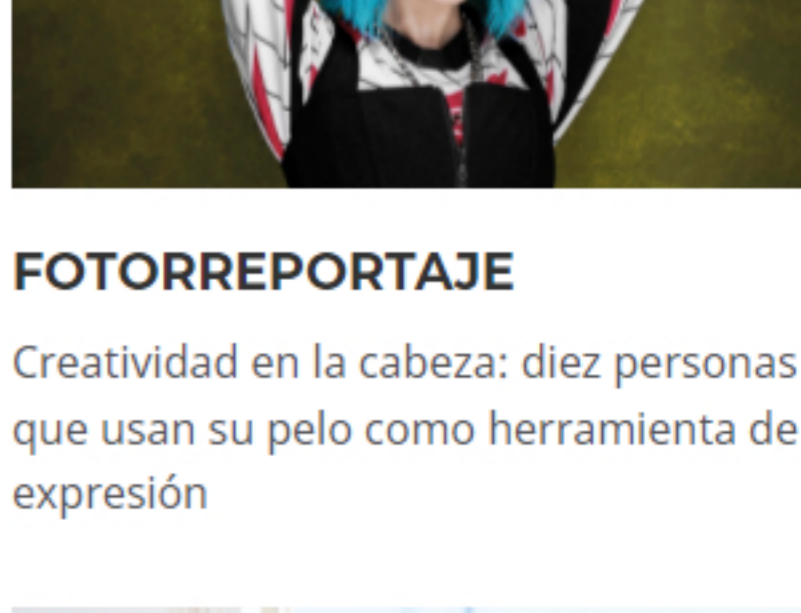 FOTORREPORTAJE
Creatividad en la cabeza: diez personas
que usan su pelo como herramienta de
expresión